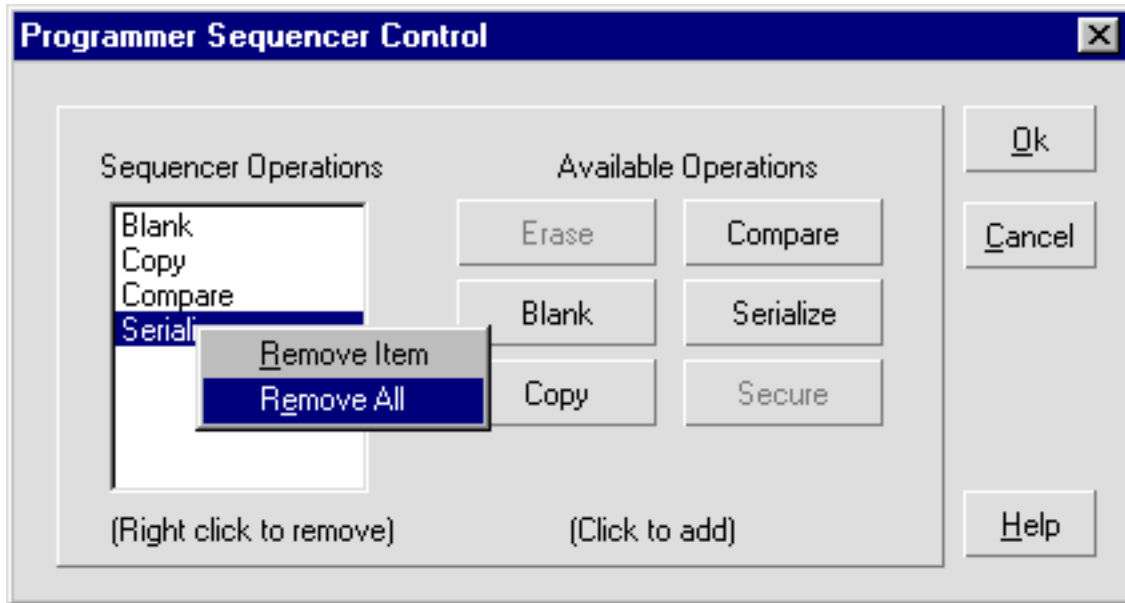 Programmer Sequencer Control
Ok
Sequencer Operations
Available Operations
Blank
Copy
Compare
Seriali
Remove Item
Remove All
Erase
Compare
Blank
Serialize
Copy
Secure
Cancel
(Right click to remove)
(Click to add)
Help